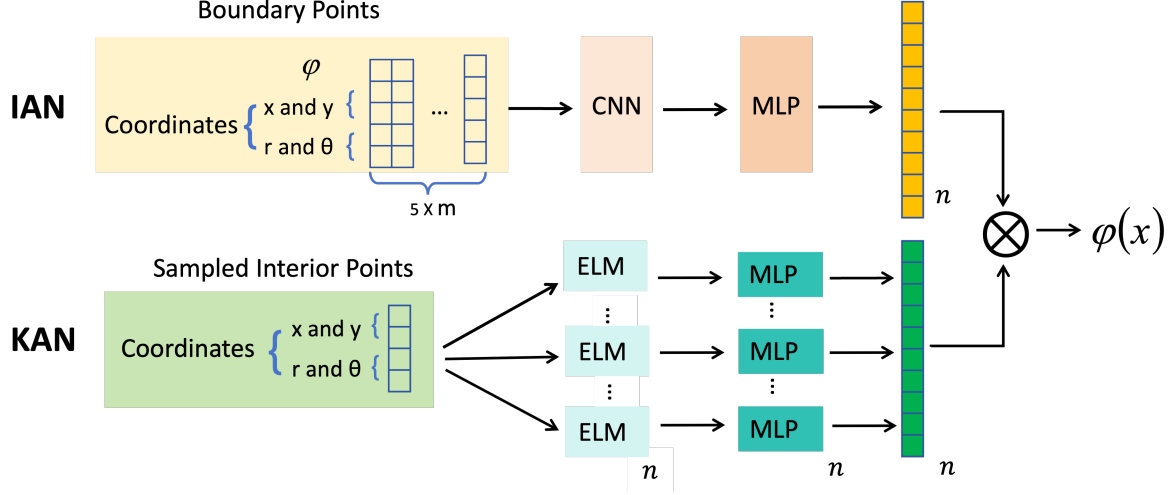 Boundary Points
IAN
φ
Coordinates
x and y
r and θ
...
5 X m
CNN
MLP
n
φ(x)
Sampled Interior Points
KAN
Coordinates
x and y
r and θ
ELM
...
ELM
...
ELM
n
MLP
...
MLP
...
MLP
n
n